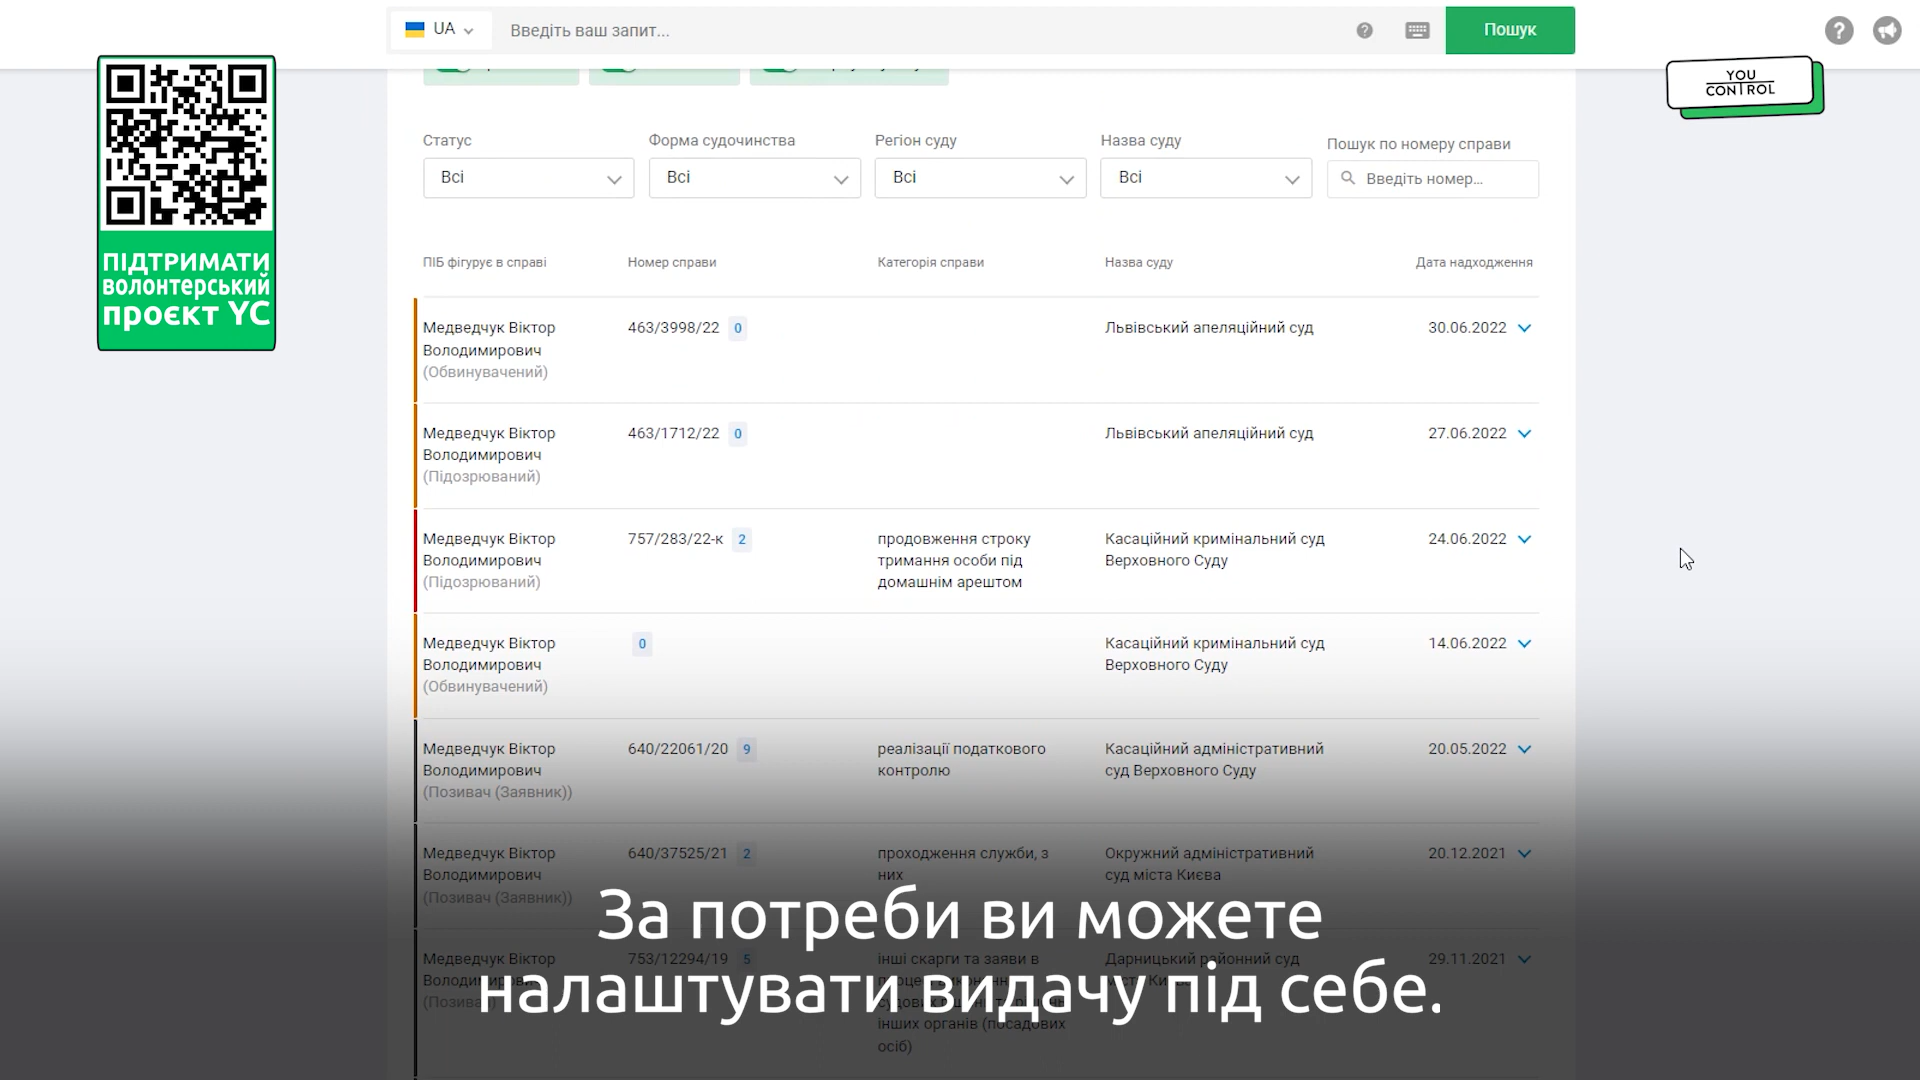 UA
Введіть ваш запит...
Пошук
YOU
CONTROL
ПІДТРИМАТИ
волонтерський
проєкт YC
Статус
Форма судочинства
Регіон суду
Назва суду
Пошук по номеру справи
Всі
Всі
Всі
Всі
Введіть номер...
ПІБ фігурує в справі
Номер справи
Категорія справи
Назва суду
Дата надходження
Медведчук Віктор
Володимирович
(Обвинувачений)
463/3998/22 0
Львівський апеляційний суд
30.06.2022
Медведчук Віктор
Володимирович
(Підозрюваний)
463/1712/22 0
Львівський апеляційний суд
27.06.2022
Медведчук Віктор
Володимирович
(Підозрюваний)
757/283/22-к 2
продовження строку
тримання особи під
домашнім арештом
Касаційний кримінальний суд
Верховного Суду
24.06.2022
Медведчук Віктор
Володимирович
(Обвинувачений)
0
Касаційний кримінальний суд
Верховного Суду
14.06.2022
Медведчук Віктор
Володимирович
(Позивач (Заявник))
640/22061/20 9
реалізації податкового
контролю
Касаційний адміністративний
суд Верховного Суду
20.05.2022
Медведчук Віктор
Володимирович
(Позивач (Заявник))
640/37525/21 2
проходження служби, з
них
Окружний адміністративний
суд міста Києва
20.12.2021
Медведчук Віктор
753/12294/19 5
інші скарги та заяви в
інших органів (посадових
осіб)
Дарницький районний суд
29.11.2021
За потреби ви можете
налаштувати видачу під себе.